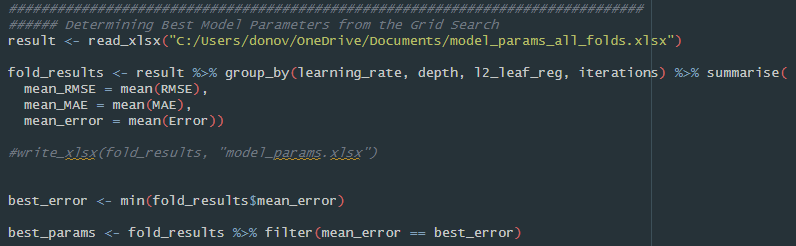 ################################################################################
###### Determining Best Model Parameters from the Grid Search
result <- read_xlsx("C:/Users/donov/OneDrive/Documents/model_params_all_folds.xlsx")
fold_results <- result %>% group_by(learning_rate, depth, l2_leaf_reg, iterations) %>% summarise(
mean_RMSE = mean(RMSE),
mean_MAE = mean(MAE),
mean_error = mean(Error))
#write_xlsx(fold_results, "model_params.xlsx")
best_error <- min(fold_results$mean_error)
best_params <- fold_results %>% filter(mean_error == best_error)